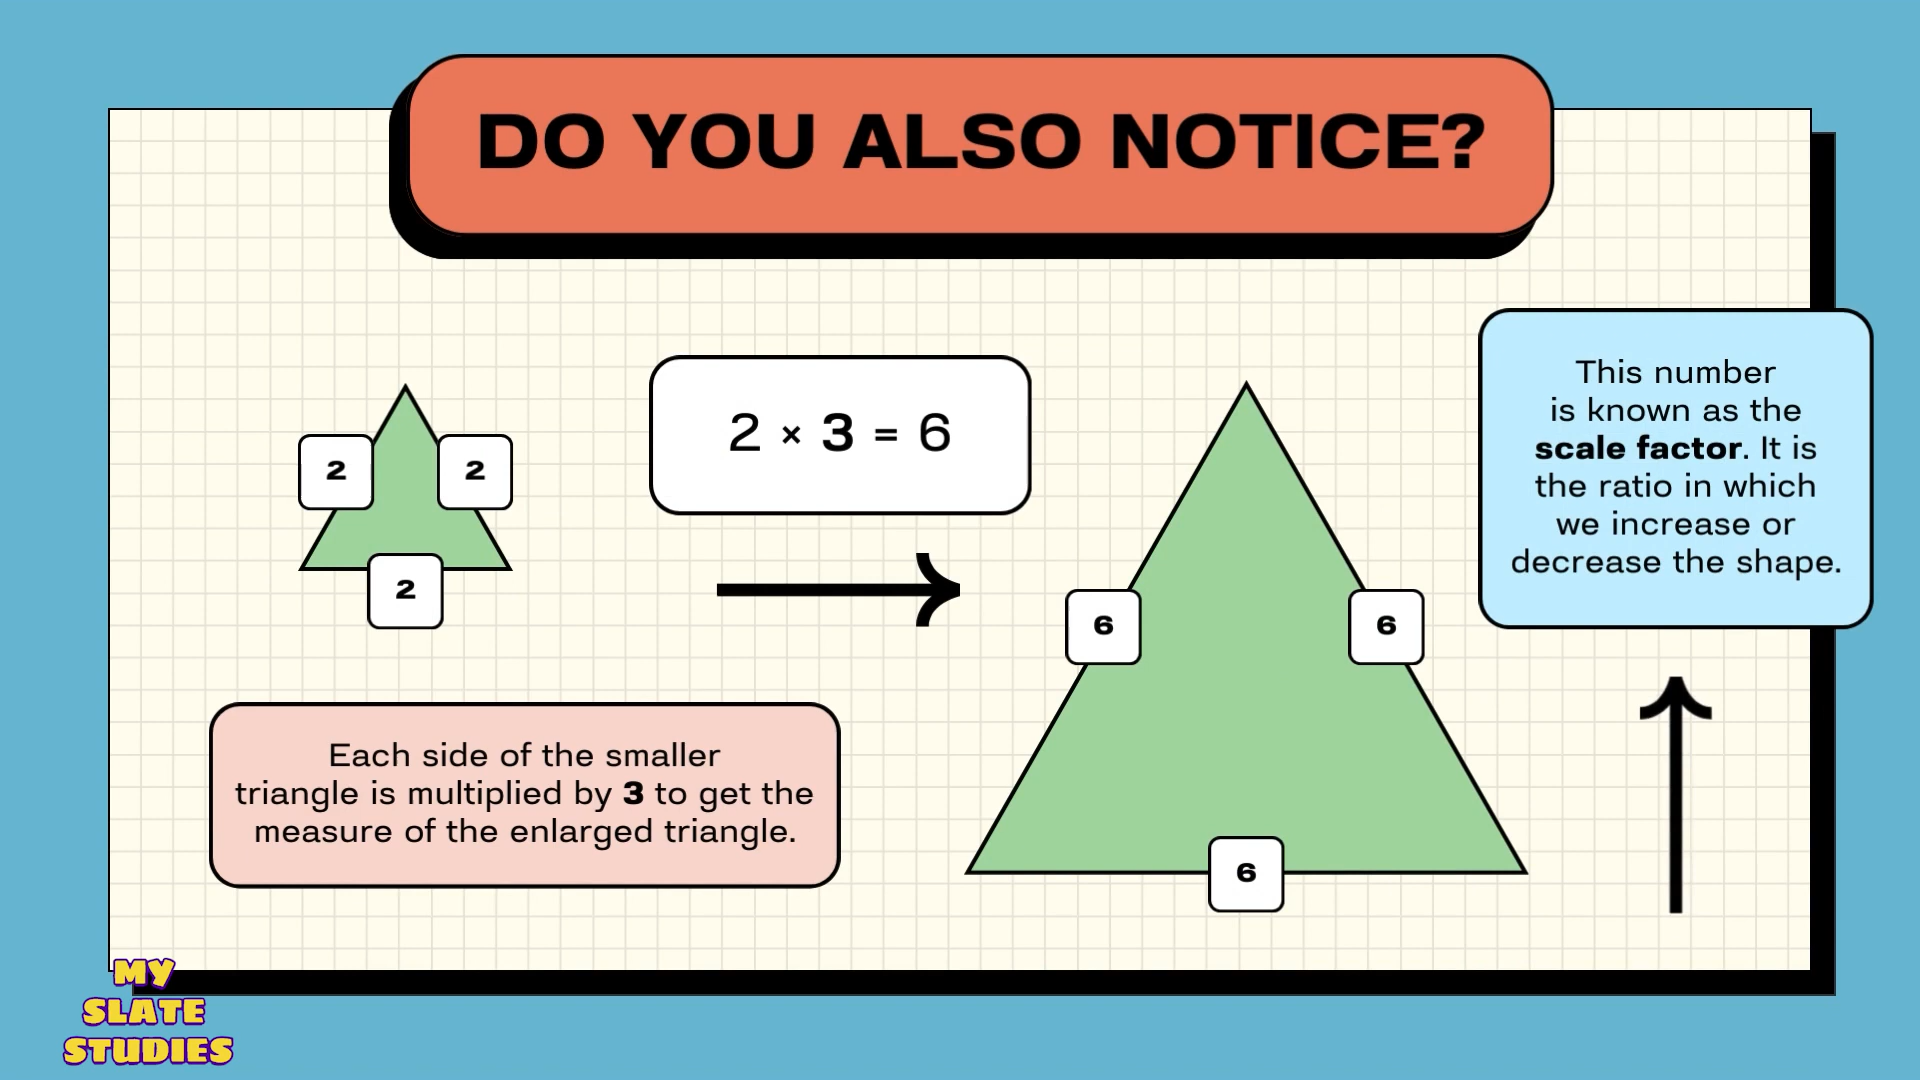 DO YOU ALSO NOTICE?
2
2
2
2 × 3 = 6
Each side of the smaller
triangle is multiplied by 3 to get the
measure of the enlarged triangle.
6
6
6
This number
is known as the
scale factor. It is
the ratio in which
we increase or
decrease the shape.
MY
SLATE
STUDIES